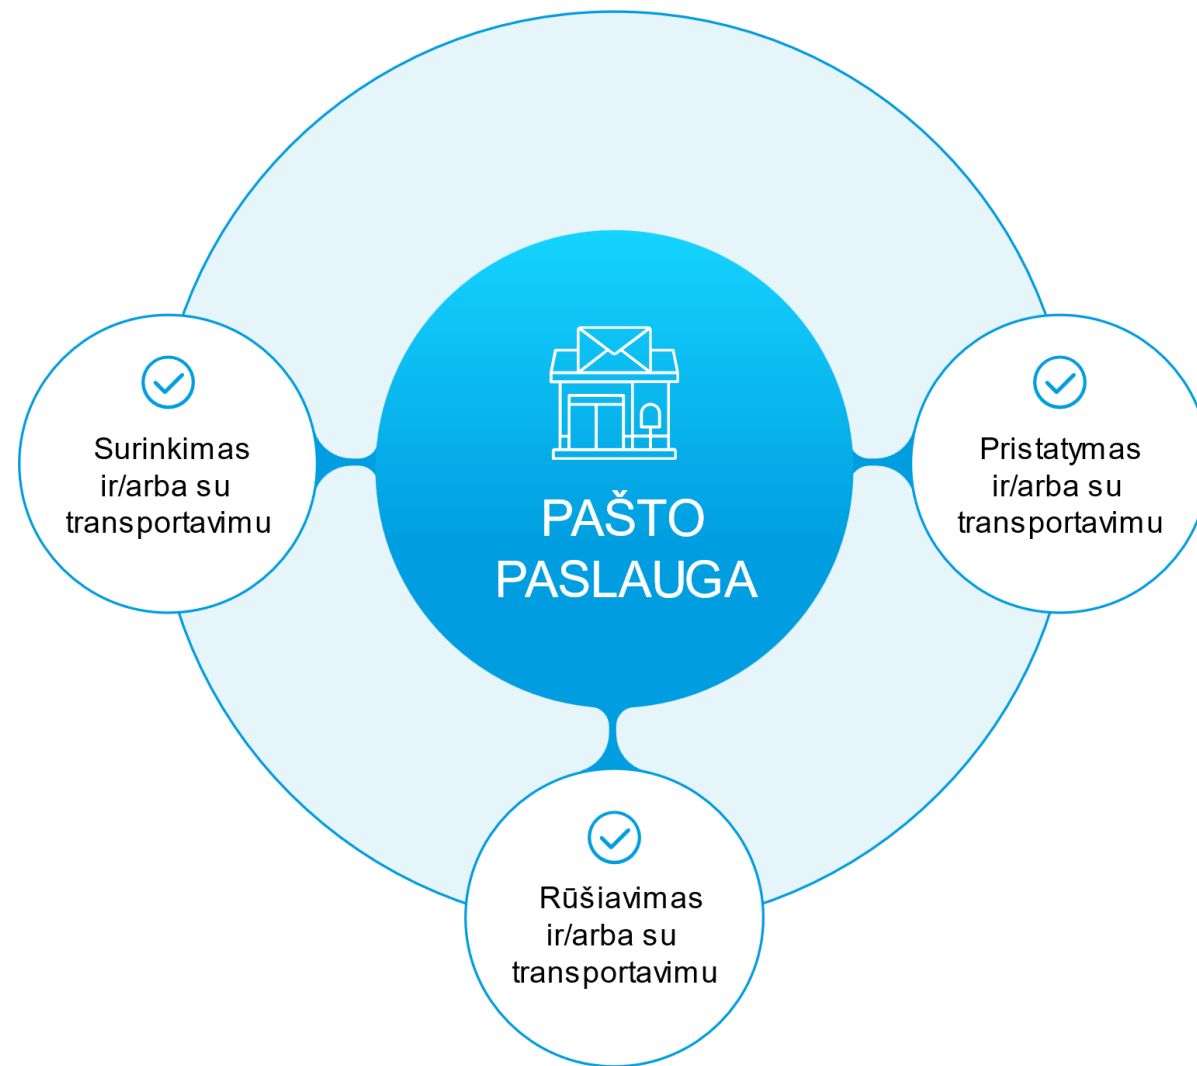 PAŠTO
PASLAUGA
Surinkimas
ir/arba su
transportavimu
Pristatymas
ir/arba su
transportavimu
Rūšiavimas
ir/arba su
transportavimu